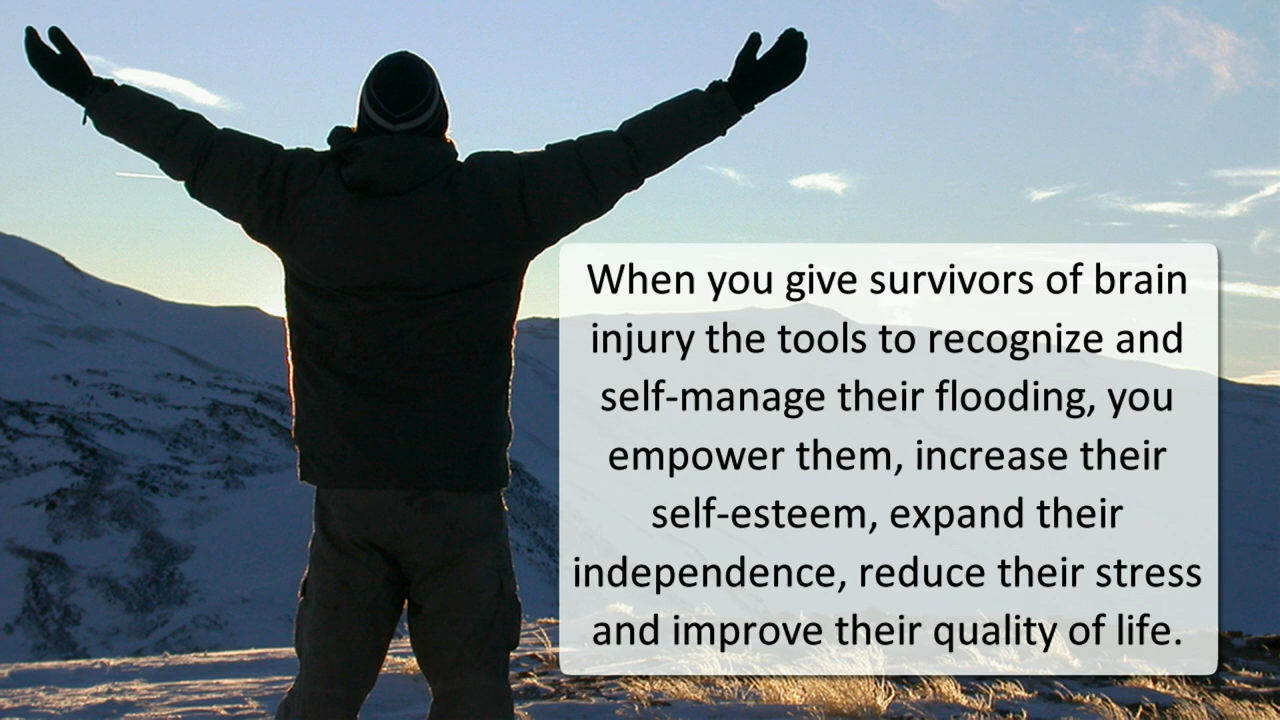 When you give survivors of brain
injury the tools to recognize and
self-manage their flooding, you
empower them, increase their
self-esteem, expand their
independence, reduce their stress
and improve their quality of life.